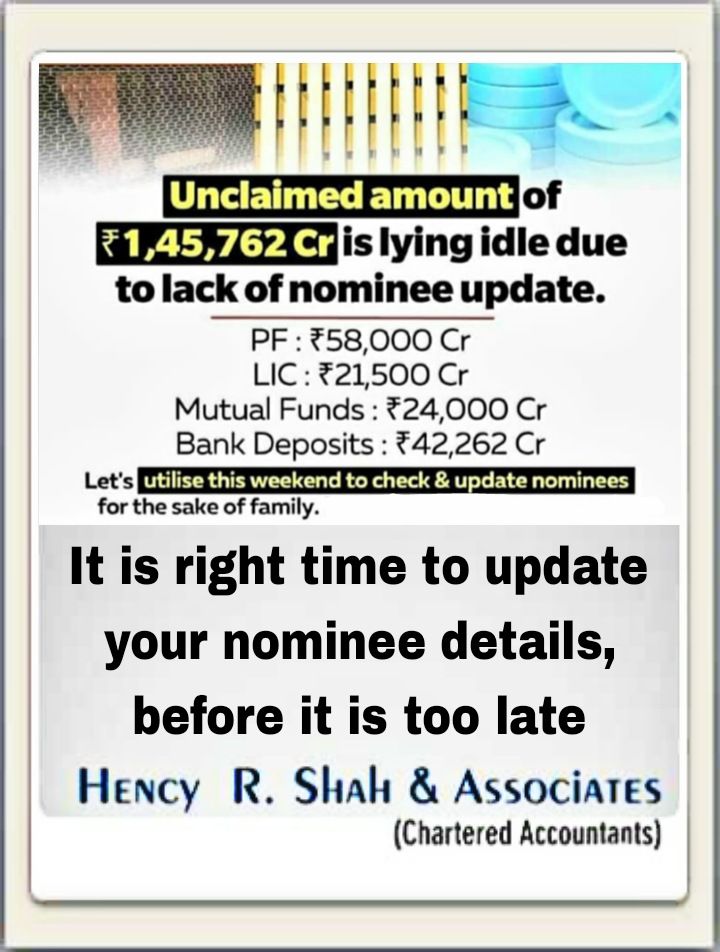 Unclaimed amount of
₹1,45,762 Cr is lying idle due
to lack of nominee update.
PF : ₹58,000 Cr
LIC : ₹21,500 Cr
Mutual Funds : ₹24,000 Cr
Bank Deposits : ₹42,262 Cr
Let's utilise this weekend to check & update nominees
for the sake of family.
It is right time to update
your nominee details,
before it is too late
HENCY R. SHAH & ASSOCIATES
(Chartered Accountants)